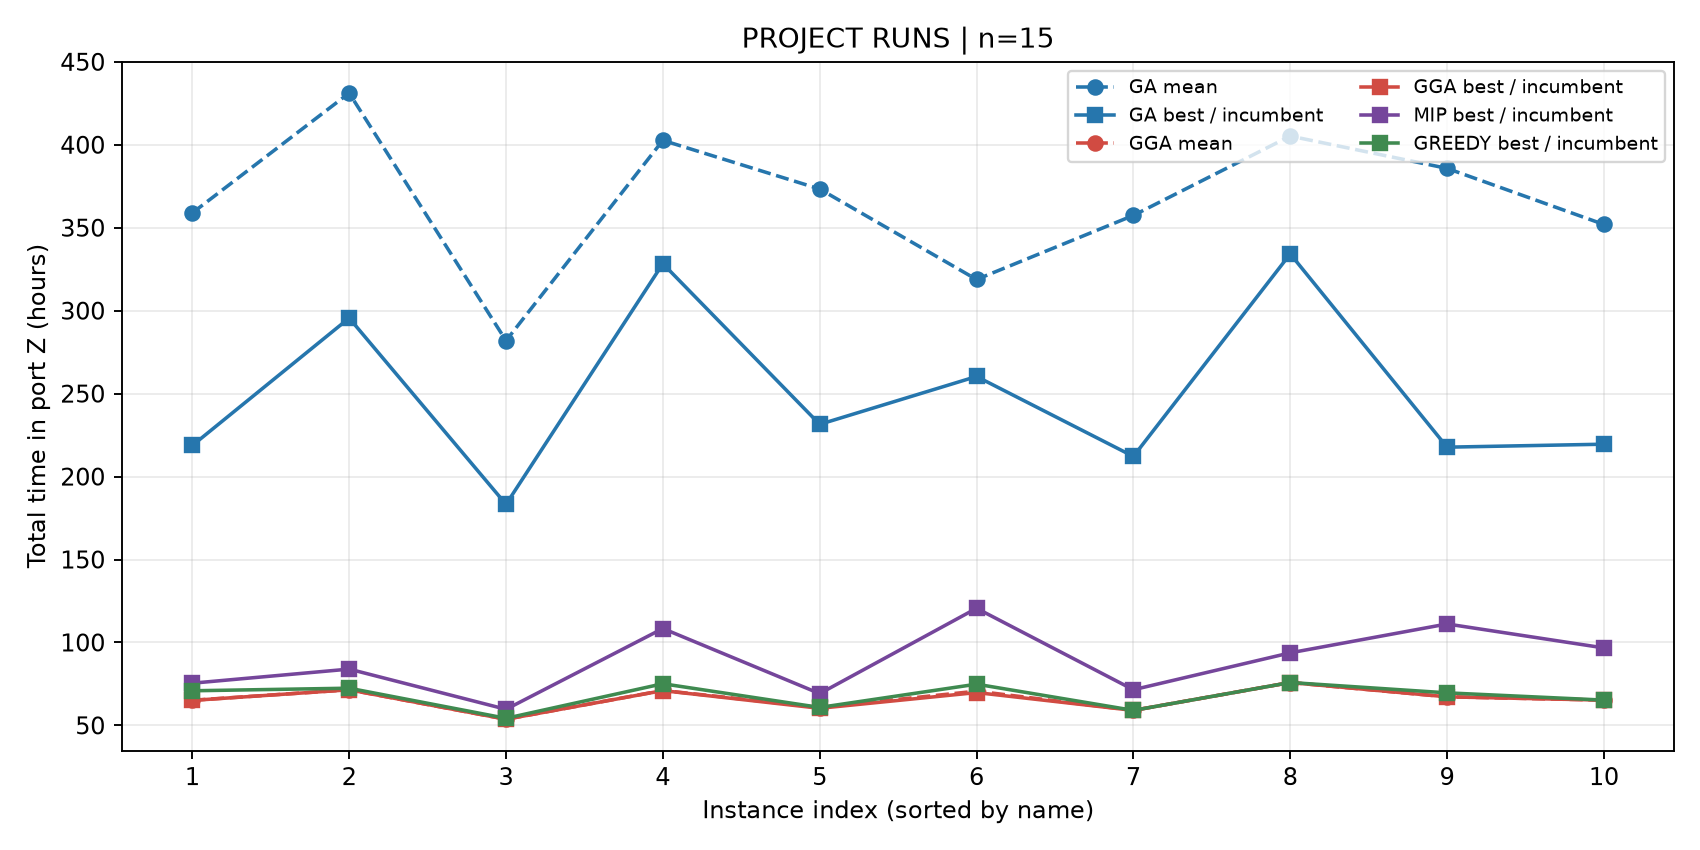 PROJECT RUNS | n=15
GA mean
GA best / incumbent
GGA mean
GGA best / incumbent
MIP best / incumbent
GREEDY best / incumbent
Total time in port Z (hours)
450
400
350
300
250
200
150
100
50
1 2 3 4 5 6 7 8 9 10
Instance index (sorted by name)